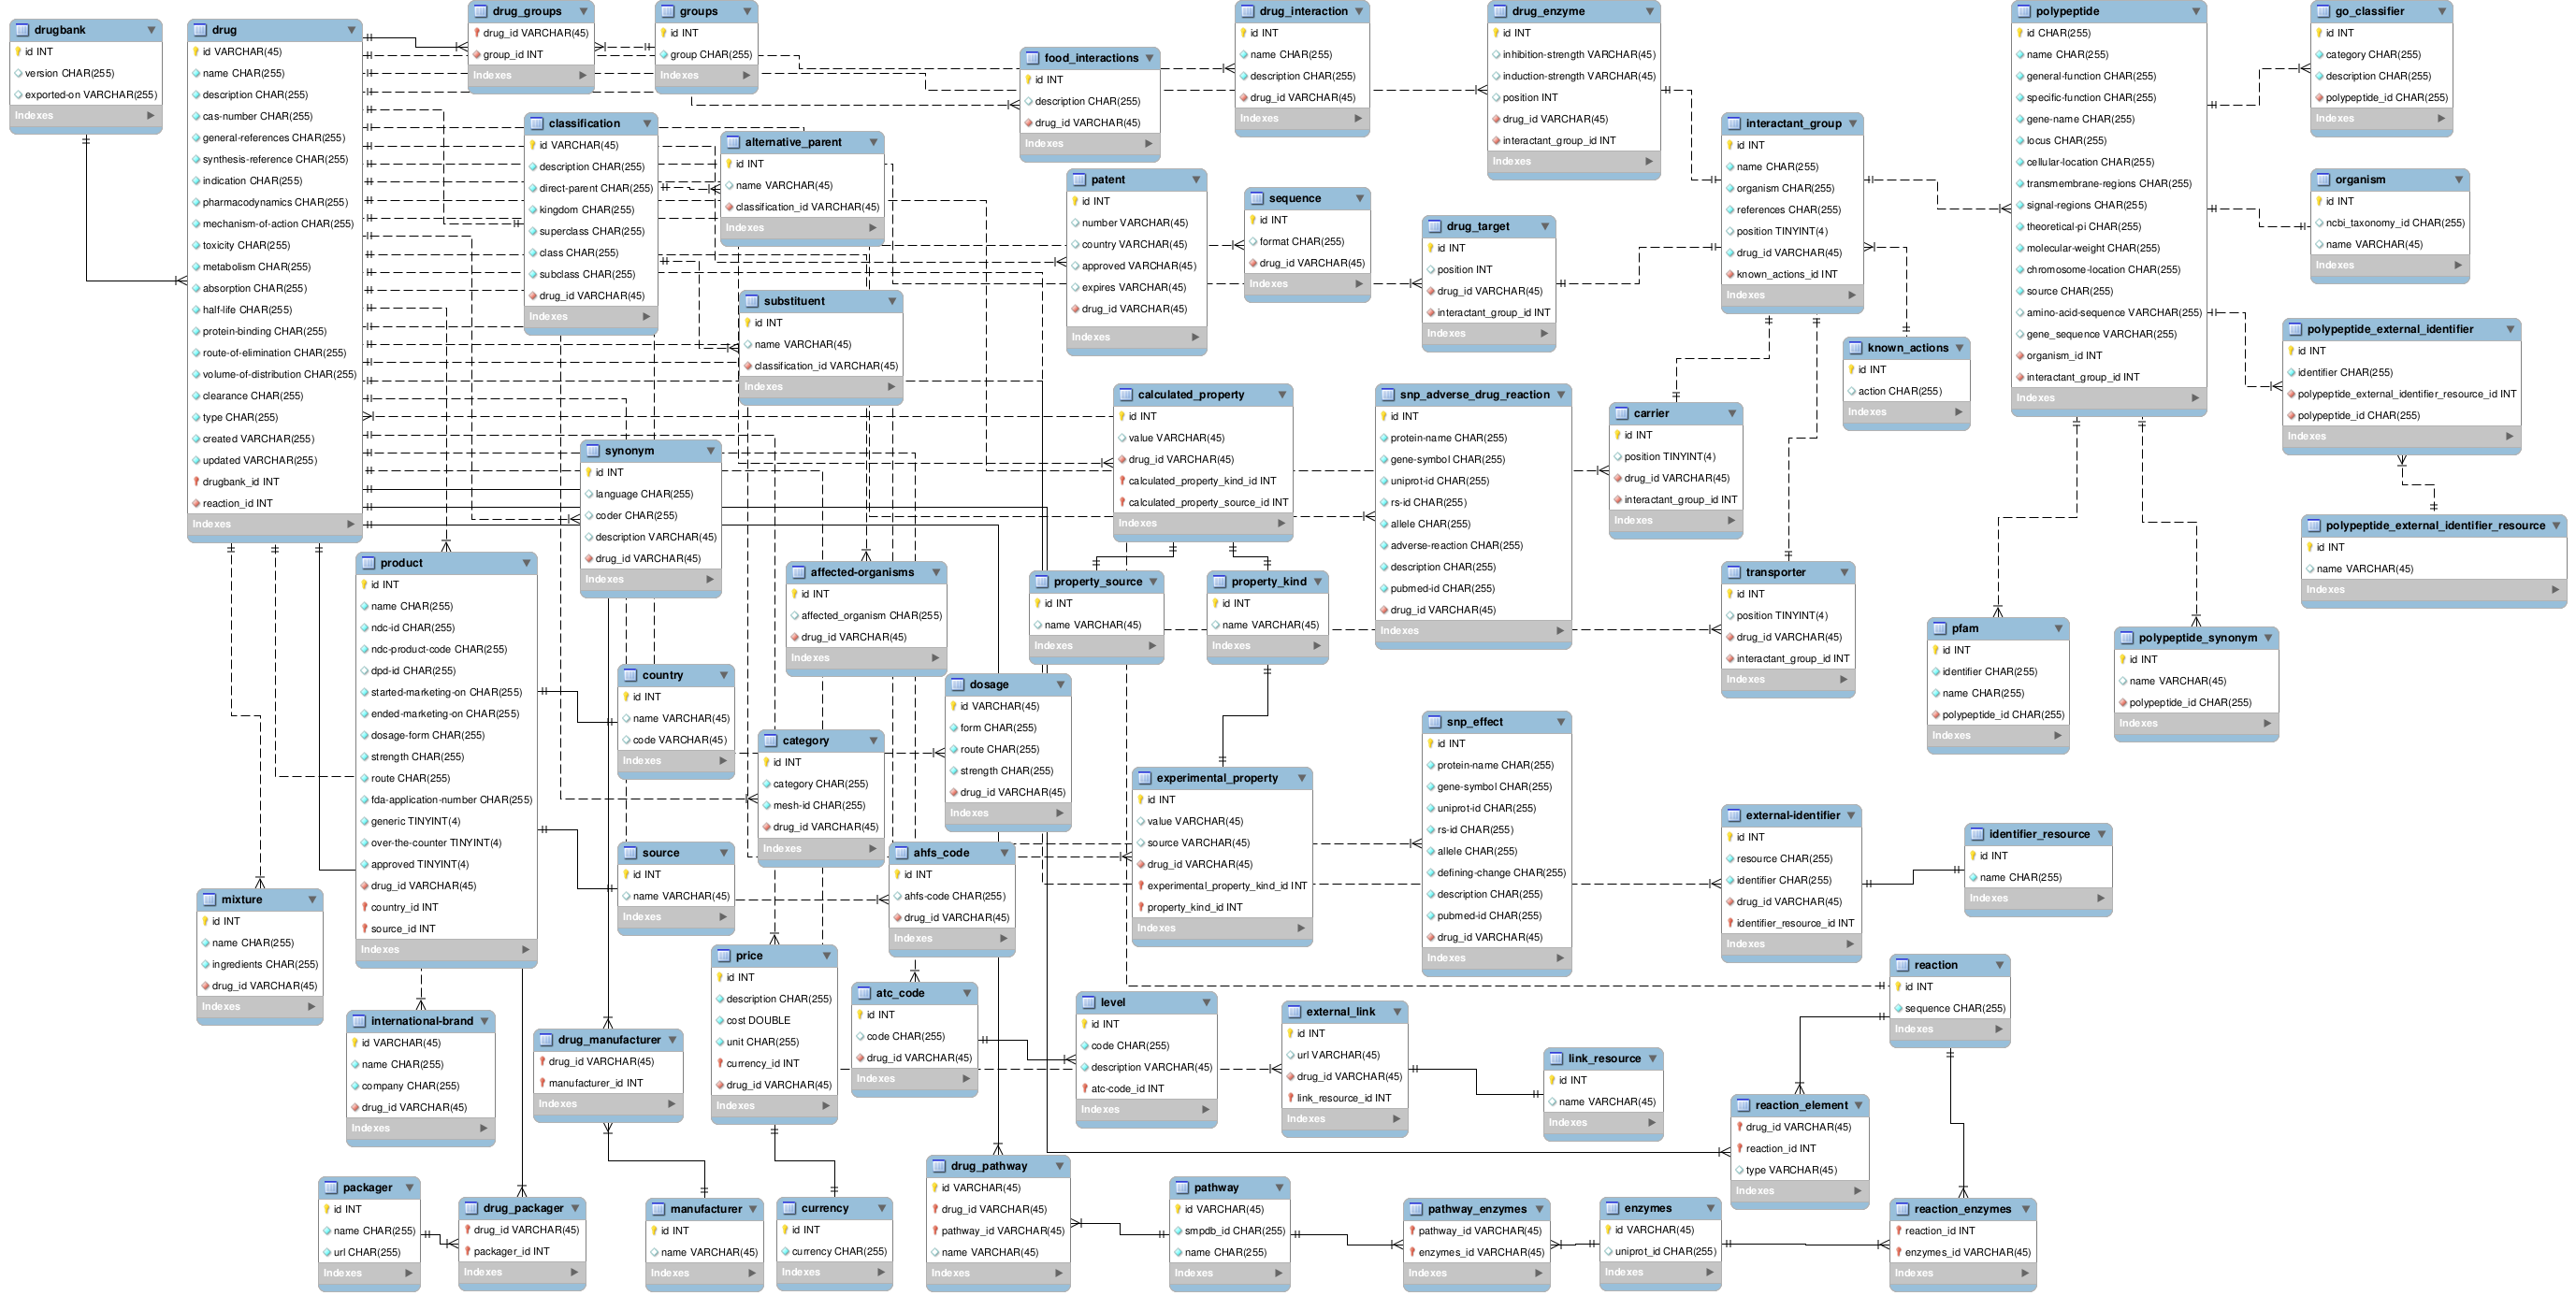 drugbank
id INT
version CHAR(255)
exported-on VARCHAR(255)
Indexes
drug
id VARCHAR(45)
name CHAR(255)
description CHAR(255)
cas-number CHAR(255)
general-references CHAR(255)
synthesis-reference CHAR(255)
indication CHAR(255)
pharmacodynamics CHAR(255)
mechanism-of-action CHAR(255)
toxicity CHAR(255)
metabolism CHAR(255)
absorption CHAR(255)
half-life CHAR(255)
protein-binding CHAR(255)
route-of-elimination CHAR(255)
volume-of-distribution CHAR(255)
clearance CHAR(255)
type CHAR(255)
created VARCHAR(255)
updated VARCHAR(255)
drugbank_id INT
reaction_id INT
Indexes
drug_groups
drug_id VARCHAR(45)
group_id INT
Indexes
groups
id INT
group CHAR(255)
Indexes
classification
id VARCHAR(45)
description CHAR(255)
direct-parent CHAR(255)
kingdom CHAR(255)
superclass CHAR(255)
class CHAR(255)
subclass CHAR(255)
drug_id VARCHAR(45)
Indexes
alternative_parent
id INT
name VARCHAR(45)
classification_id VARCHAR(45)
Indexes
substituent
id INT
name VARCHAR(45)
classification_id VARCHAR(45)
Indexes
food_interactions
id INT
description CHAR(255)
drug_id VARCHAR(45)
Indexes
drug_interaction
id INT
name CHAR(255)
description CHAR(255)
drug_id VARCHAR(45)
Indexes
drug_enzyme
id INT
inhibition-strength VARCHAR(45)
induction-strength VARCHAR(45)
position INT
drug_id VARCHAR(45)
interactant_group_id INT
Indexes
patent
id INT
number VARCHAR(45)
country VARCHAR(45)
approved VARCHAR(45)
expires VARCHAR(45)
drug_id VARCHAR(45)
Indexes
sequence
id INT
format CHAR(255)
drug_id VARCHAR(45)
Indexes
drug_target
id INT
position INT
drug_id VARCHAR(45)
interactant_group_id INT
Indexes
interactant_group
id INT
name CHAR(255)
organism CHAR(255)
references CHAR(255)
position TINYINT(4)
drug_id VARCHAR(45)
known_actions_id INT
Indexes
known_actions
id INT
action CHAR(255)
Indexes
polypeptide
id CHAR(255)
name CHAR(255)
general-function CHAR(255)
specific-function CHAR(255)
gene-name CHAR(255)
locus CHAR(255)
cellular-location CHAR(255)
transmembrane-regions CHAR(255)
signal-regions CHAR(255)
theoretical-pi CHAR(255)
molecular-weight CHAR(255)
chromosome-location CHAR(255)
source CHAR(255)
amino-acid-sequence VARCHAR(255)
gene_sequence VARCHAR(255)
organism_id INT
interactant_group_id INT
Indexes
go_classifier
id INT
category CHAR(255)
description CHAR(255)
polypeptide_id CHAR(255)
Indexes
organism
id INT
ncbi_taxonomy_id CHAR(255)
name VARCHAR(45)
Indexes
polypeptide_external_identifier
id INT
identifier CHAR(255)
polypeptide_external_identifier_resource_id INT
polypeptide_id CHAR(255)
Indexes
polypeptide_external_identifier_resource
id INT
name VARCHAR(255)
Indexes
calculated_property
id INT
value VARCHAR(45)
drug_id VARCHAR(45)
calculated_property_kind_id INT
calculated_property_source_id INT
Indexes
snp_adverse_drug_reaction
id INT
protein-name CHAR(255)
gene-symbol CHAR(255)
uniprot-id CHAR(255)
rs-id CHAR(255)
allele CHAR(255)
adverse-reaction CHAR(255)
description CHAR(255)
pubmed-id CHAR(255)
drug_id VARCHAR(45)
Indexes
carrier
id INT
position TINYINT(4)
drug_id VARCHAR(45)
interactant_group_id INT
Indexes
synonym
id INT
language CHAR(255)
coder CHAR(255)
description VARCHAR(45)
drug_id VARCHAR(45)
Indexes
product
id INT
name CHAR(255)
ndc-id CHAR(255)
ndc-product-code CHAR(255)
dpd-id CHAR(255)
started-marketing-on CHAR(255)
ended-marketing-on CHAR(255)
dosage-form CHAR(255)
strength CHAR(255)
route CHAR(255)
fda-application-number CHAR(255)
generic TINYINT(4)
over-the-counter TINYINT(4)
approved TINYINT(4)
drug_id VARCHAR(45)
country_id INT
source_id INT
Indexes
affected-organisms
id INT
affected_organism CHAR(255)
drug_id VARCHAR(45)
Indexes
property_source
id INT
name VARCHAR(45)
Indexes
property_kind
id INT
name VARCHAR(45)
Indexes
transporter
id INT
position TINYINT(4)
drug_id VARCHAR(45)
interactant_group_id INT
Indexes
pfam
id INT
identifier CHAR(255)
name CHAR(255)
polypeptide_id CHAR(255)
Indexes
polypeptide_synonym
id INT
name VARCHAR(45)
polypeptide_id CHAR(255)
Indexes
country
id INT
name VARCHAR(45)
code VARCHAR(45)
Indexes
dosage
id VARCHAR(45)
form CHAR(255)
route CHAR(255)
strength CHAR(255)
drug_id VARCHAR(45)
Indexes
category
id INT
category CHAR(255)
mesh-id CHAR(255)
drug_id VARCHAR(45)
Indexes
experimental_property
id INT
value VARCHAR(45)
source VARCHAR(45)
drug_id VARCHAR(45)
experimental_property_kind_id INT
property_kind_id INT
Indexes
snp_effect
id INT
protein-name CHAR(255)
gene-symbol CHAR(255)
uniprot-id CHAR(255)
rs-id CHAR(255)
allele CHAR(255)
defining-change CHAR(255)
description CHAR(255)
pubmed-id CHAR(255)
drug_id VARCHAR(45)
Indexes
external-identifier
id INT
resource CHAR(255)
identifier CHAR(255)
drug_id VARCHAR(45)
identifier_resource_id INT
Indexes
identifier_resource
id INT
name CHAR(255)
Indexes
source
id INT
name VARCHAR(45)
Indexes
ahfs_code
id INT
ahfs-code CHAR(255)
drug_id VARCHAR(45)
Indexes
mixture
id INT
name CHAR(255)
ingredients CHAR(255)
drug_id VARCHAR(45)
Indexes
price
id INT
description CHAR(255)
cost DOUBLE
unit CHAR(255)
currency_id INT
drug_id VARCHAR(45)
Indexes
atc_code
id INT
code CHAR(255)
drug_id VARCHAR(45)
Indexes
level
id INT
code CHAR(255)
description VARCHAR(45)
atc-code_id INT
Indexes
external_link
id INT
url VARCHAR(45)
drug_id VARCHAR(45)
link_resource_id INT
Indexes
link_resource
id INT
name VARCHAR(45)
Indexes
reaction
id INT
sequence CHAR(255)
Indexes
reaction_element
drug_id VARCHAR(45)
reaction_id INT
type VARCHAR(45)
Indexes
international-brand
id VARCHAR(45)
name CHAR(255)
company CHAR(255)
drug_id VARCHAR(45)
Indexes
drug_manufacturer
drug_id VARCHAR(45)
manufacturer_id INT
Indexes
packager
id INT
name CHAR(255)
url CHAR(255)
Indexes
drug_packager
drug_id VARCHAR(45)
packager_id INT
Indexes
manufacturer
id INT
name VARCHAR(45)
Indexes
currency
id INT
currency CHAR(255)
Indexes
drug_pathway
id VARCHAR(45)
drug_id VARCHAR(45)
pathway_id VARCHAR(45)
name VARCHAR(45)
Indexes
pathway
id VARCHAR(45)
smpdb_id CHAR(255)
name CHAR(255)
Indexes
pathway_enzymes
pathway_id VARCHAR(45)
enzymes_id VARCHAR(45)
Indexes
enzymes
id VARCHAR(45)
uniprot_id CHAR(255)
Indexes
reaction_enzymes
reaction_id INT
enzymes_id VARCHAR(45)
Indexes